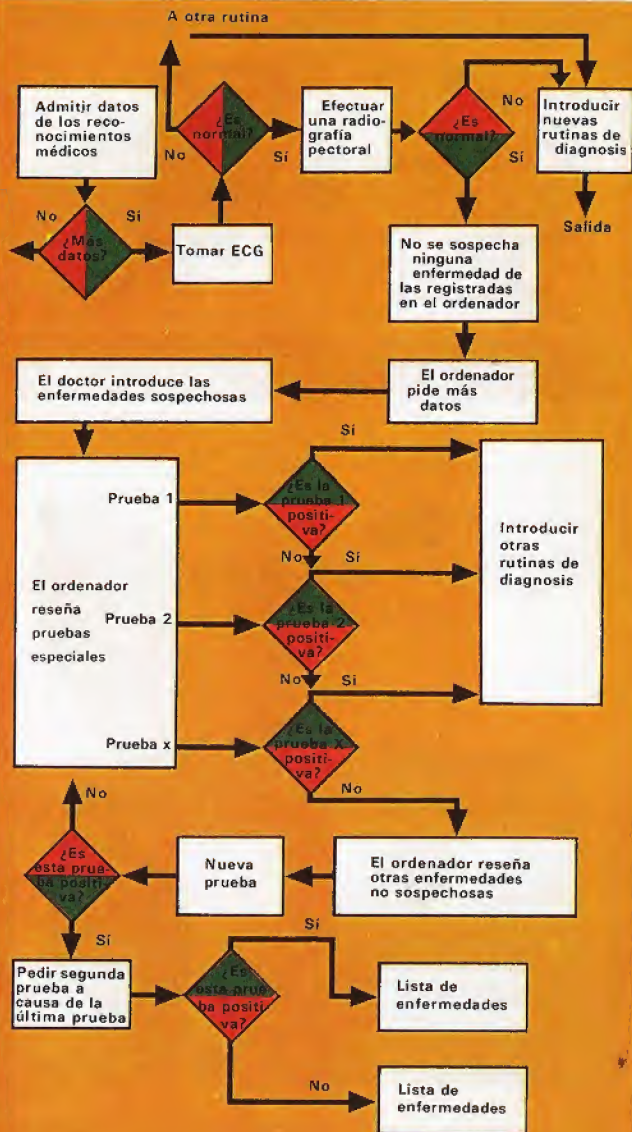 A otra rutina
Admitir datos
de los reco-
nocimientos
médicos
¿Es
normal?
No
Sí
Efectuar
una radio-
grafía
pectoral
¿Es
normal?
No
Sí
Introducir
nuevas
rutinas de
diagnosis
Salida
No
Sí
¿Más
datos?
Tomar ECG
No se sospecha
ninguna
enfermedad de
las registradas
en el ordenador
El ordenador
pide más
datos
El doctor introduce las
enfermedades sospechosas
Sí
Prueba 1
¿Es la
prueba 1
positi-
va?
No
Sí
Introducir
otras
rutinas de
diagnosis
El ordenador
reseña
pruebas
especiales
Prueba 2
¿Es la
prueba 2
positi-
va?
No
Sí
Prueba x
¿Es la
prueba X
positi-
va?
No
No
¿Es
esta prue-
ba positi-
va?
Sí
Nueva
prueba
El ordenador reseña
otras enfermedades
no sospechosas
Pedir segunda
prueba a
causa de la
última prueba
¿Es
esta prue-
ba positi-
va?
Sí
Lista de
enfermedades
No
Lista de
enfermedades